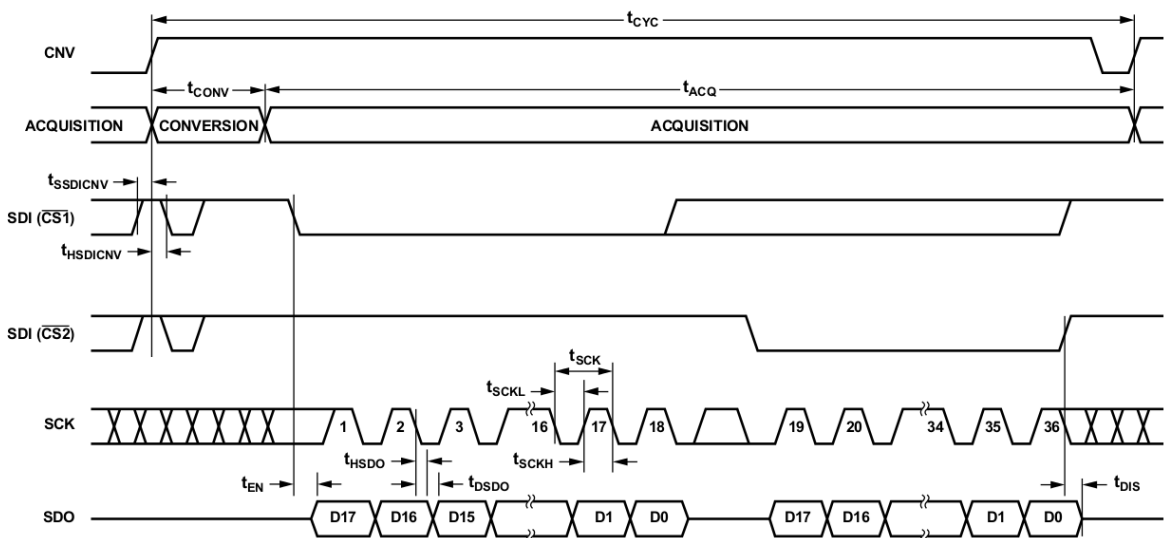 tCYC
CNV
tCONV
tACQ
ACQUISITION
CONVERSION
ACQUISITION
tSSDICNV
SDI (CS1)
tHSDICNV
SDI (CS2)
tSCK
tSCKL
SCK
1 2 3 16 17 18 19 20 34 35 36
tHSDO
tSCKH
tEN
tDSDO
tDIS
SDO
D17 D16 D15 D1 D0 D17 D16 D1 D0